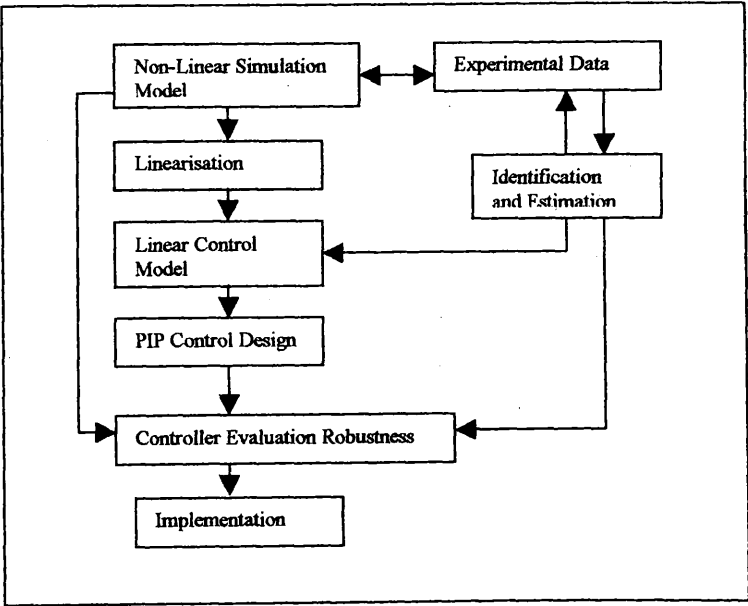 Non-Linear Simulation
Model
Experimental Data
Linearisation
Identification
and Estimation
Linear Control
Model
PIP Control Design
Controller Evaluation Robustness
Implementation